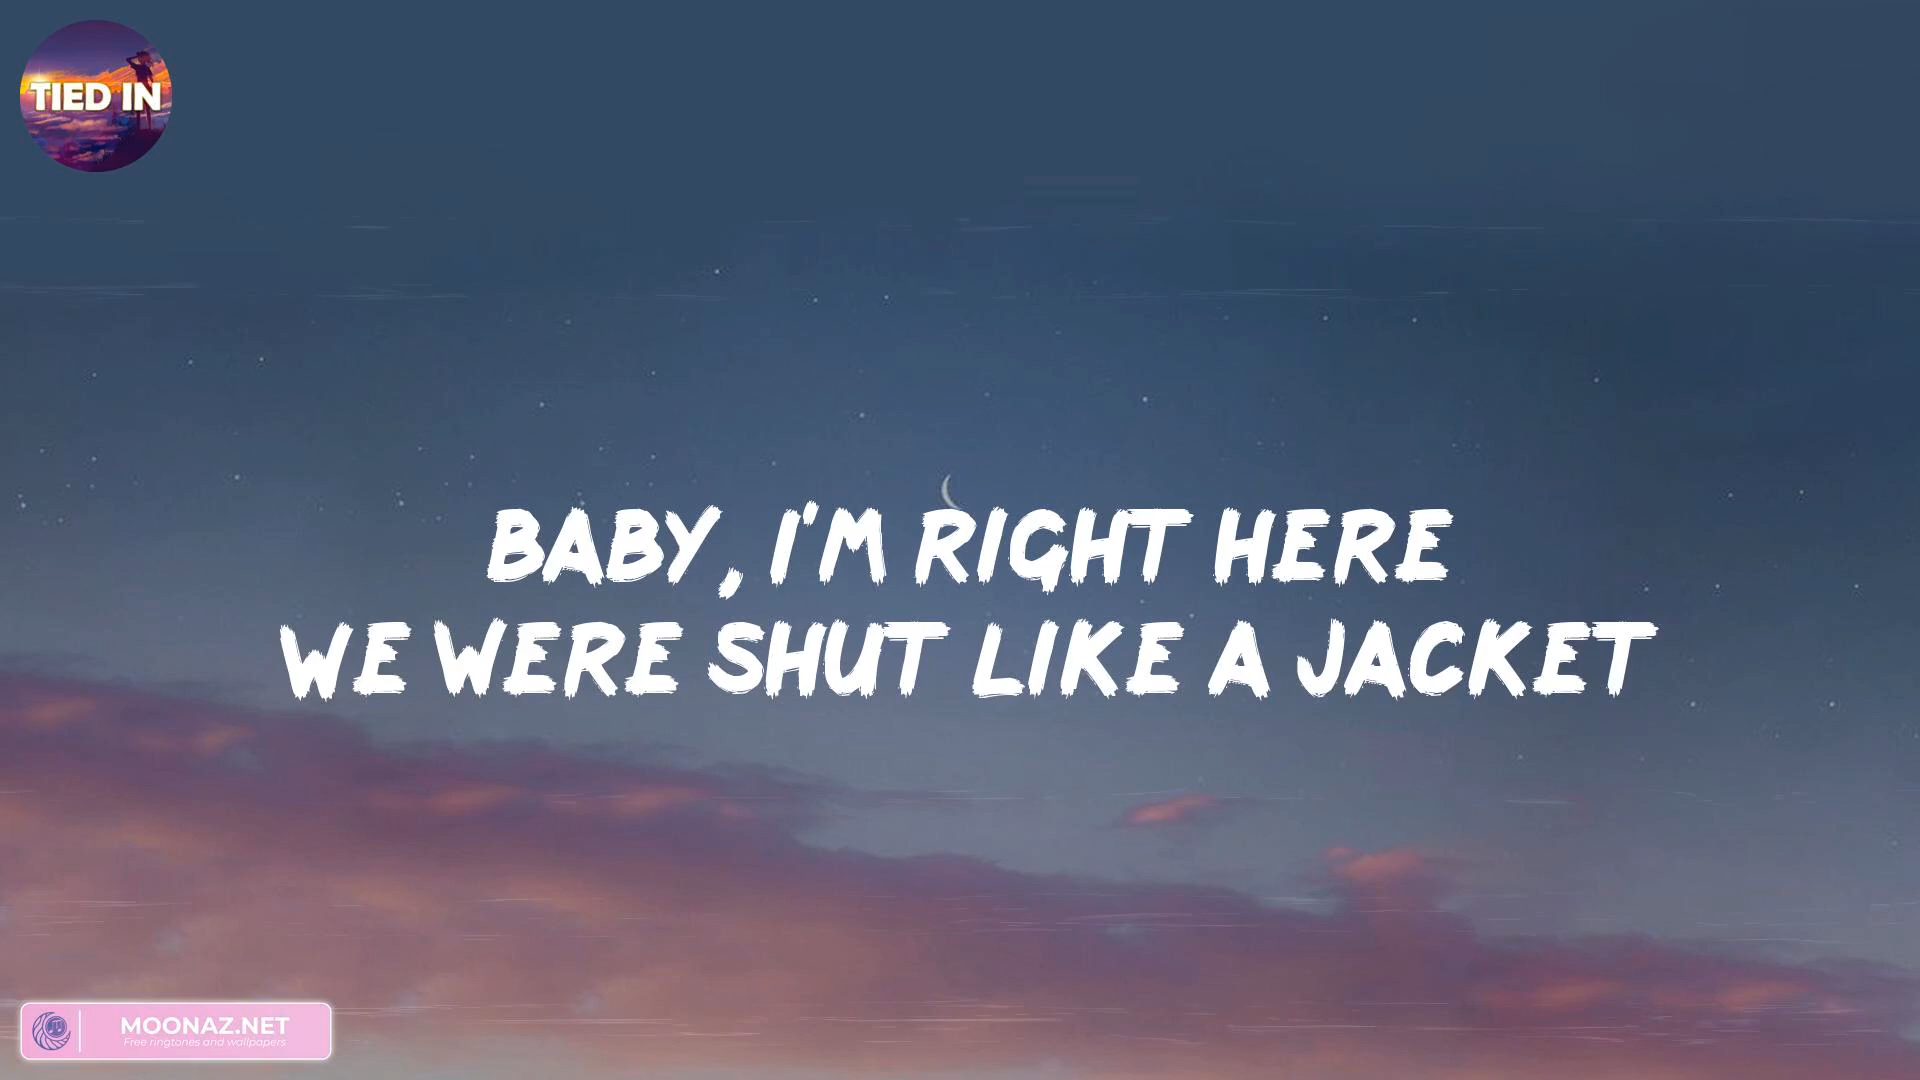 TIED IN
BABY, I'M RIGHT HERE
WE WERE SHUT LIKE A JACKET
MOONAZ.NET
Free ringtones and wallpapers